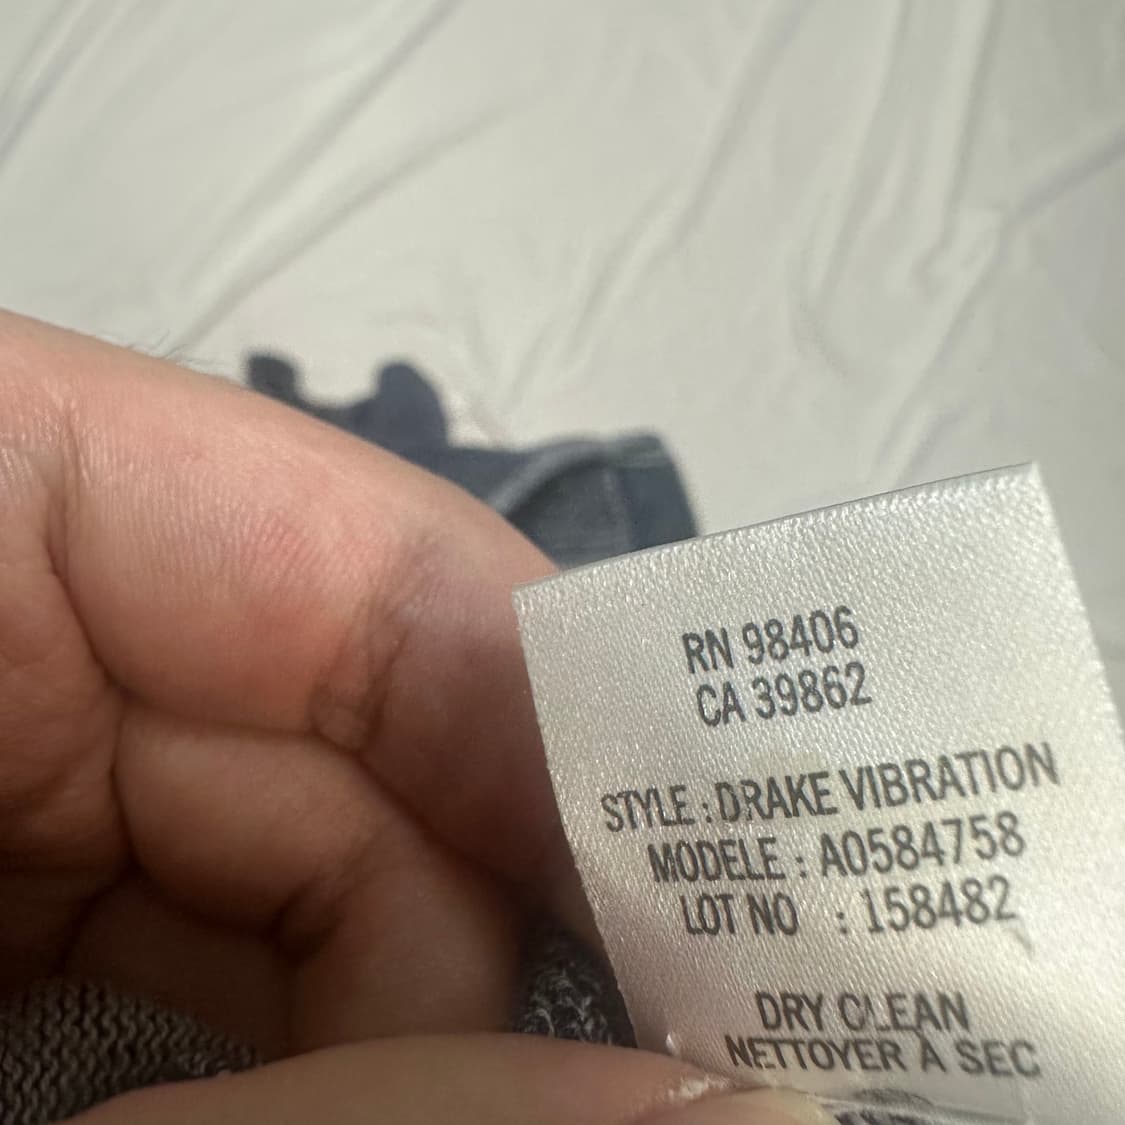 RN 98406
CA 39862
STYLE : DRAKE VIBRATION
MODELE : A0584758
LOT NO : 158482
DRY CLEAN
NETTOYER À SEC